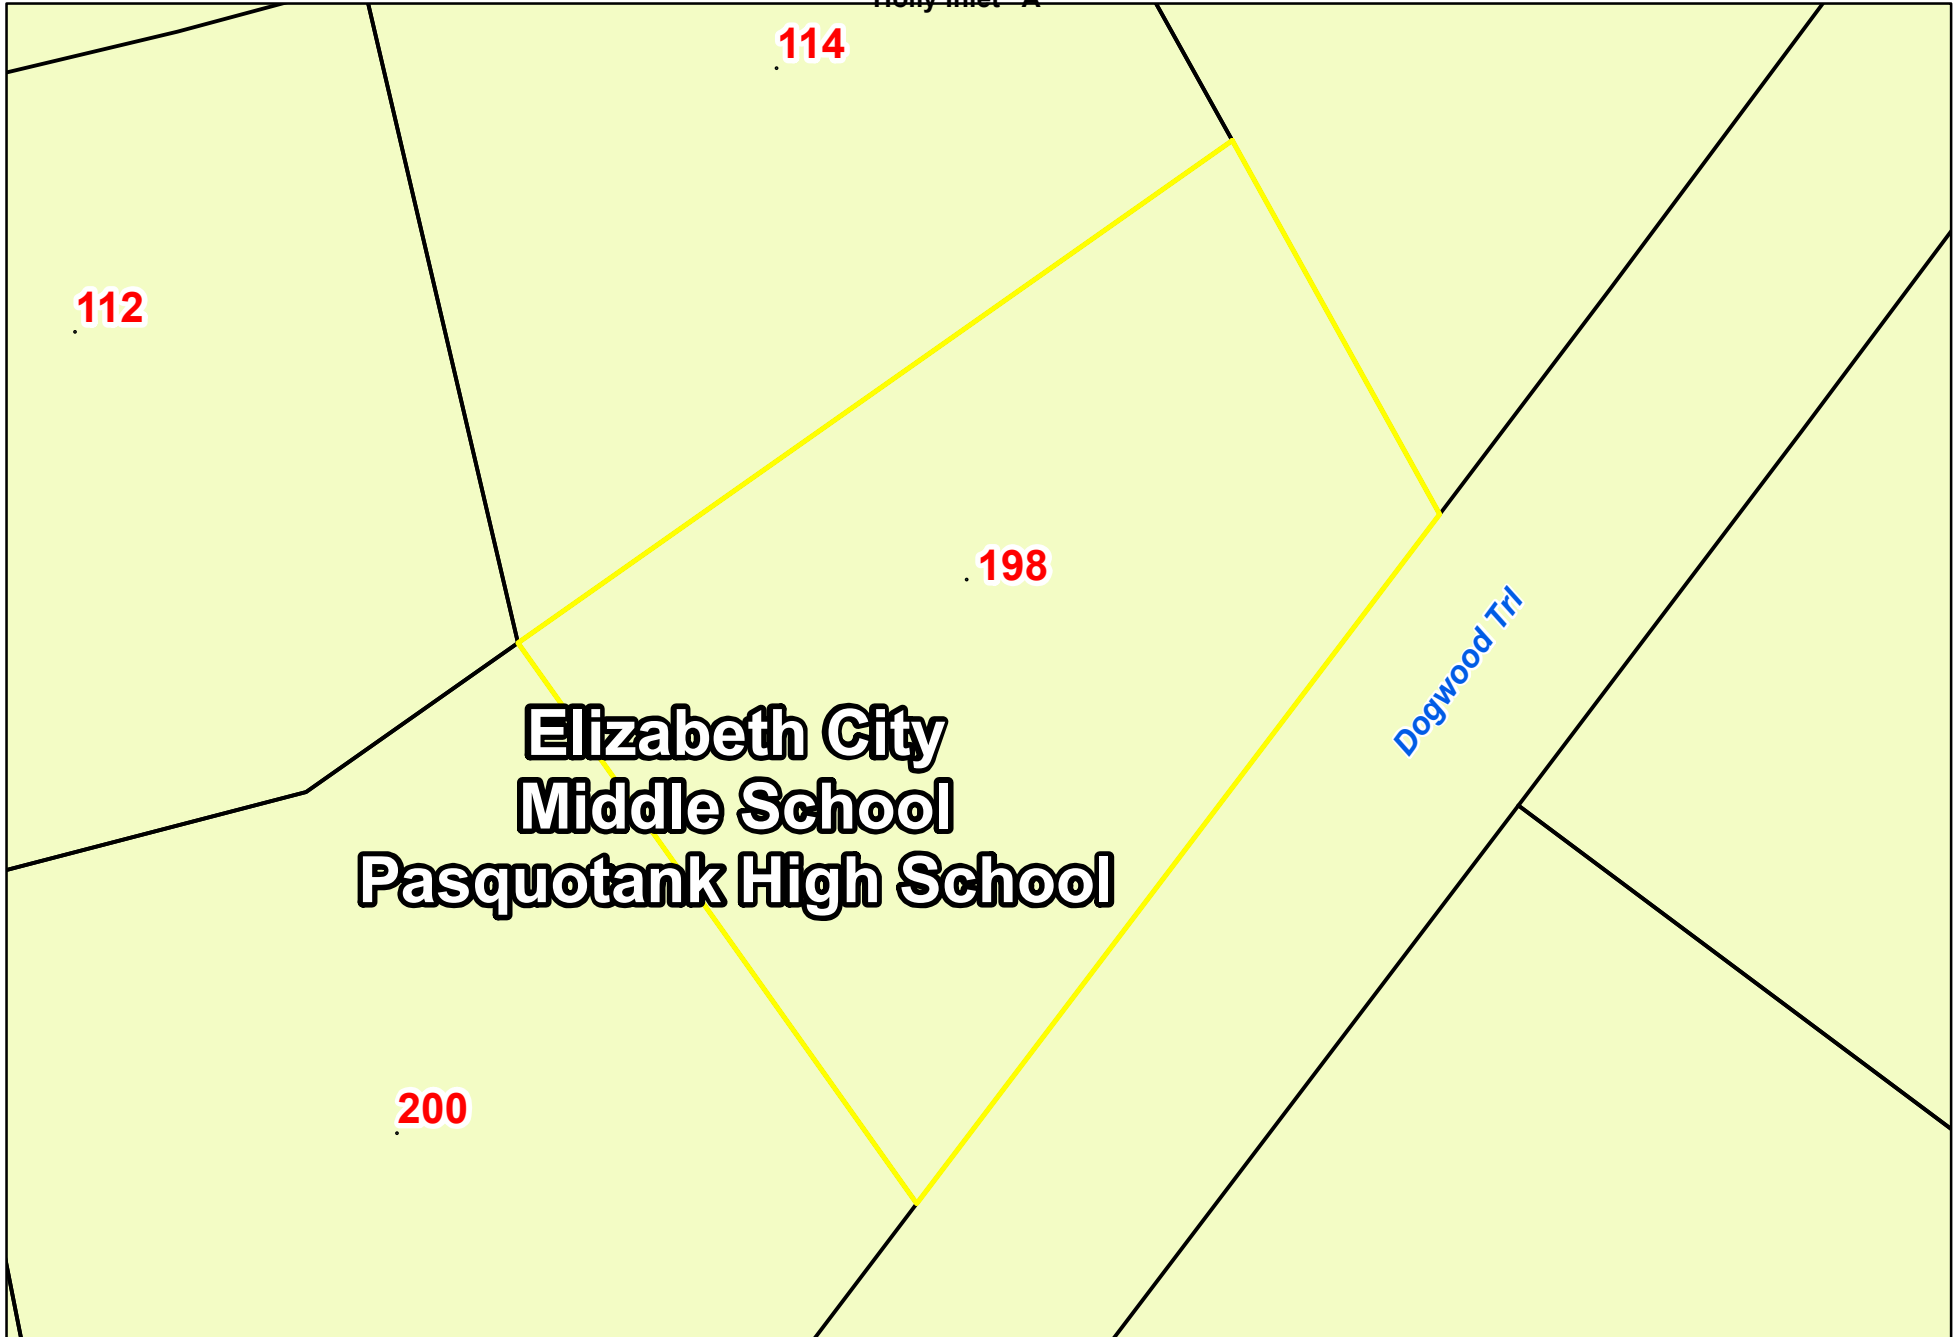 114
112
198
Dogwood Trl
Elizabeth City
Middle School
Pasquotank High School
200